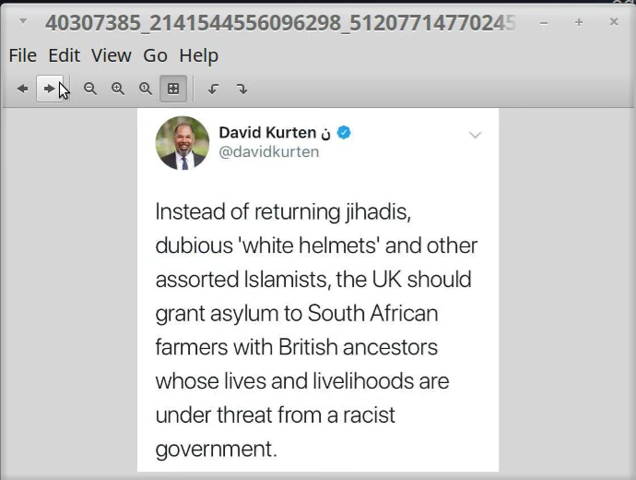 40307385_2141544556096298_51207714770245
File Edit View Go Help
David Kurten ن
@davidkurten
Instead of returning jihadis,
dubious 'white helmets' and other
assorted Islamists, the UK should
grant asylum to South African
farmers with British ancestors
whose lives and livelihoods are
under threat from a racist
government.